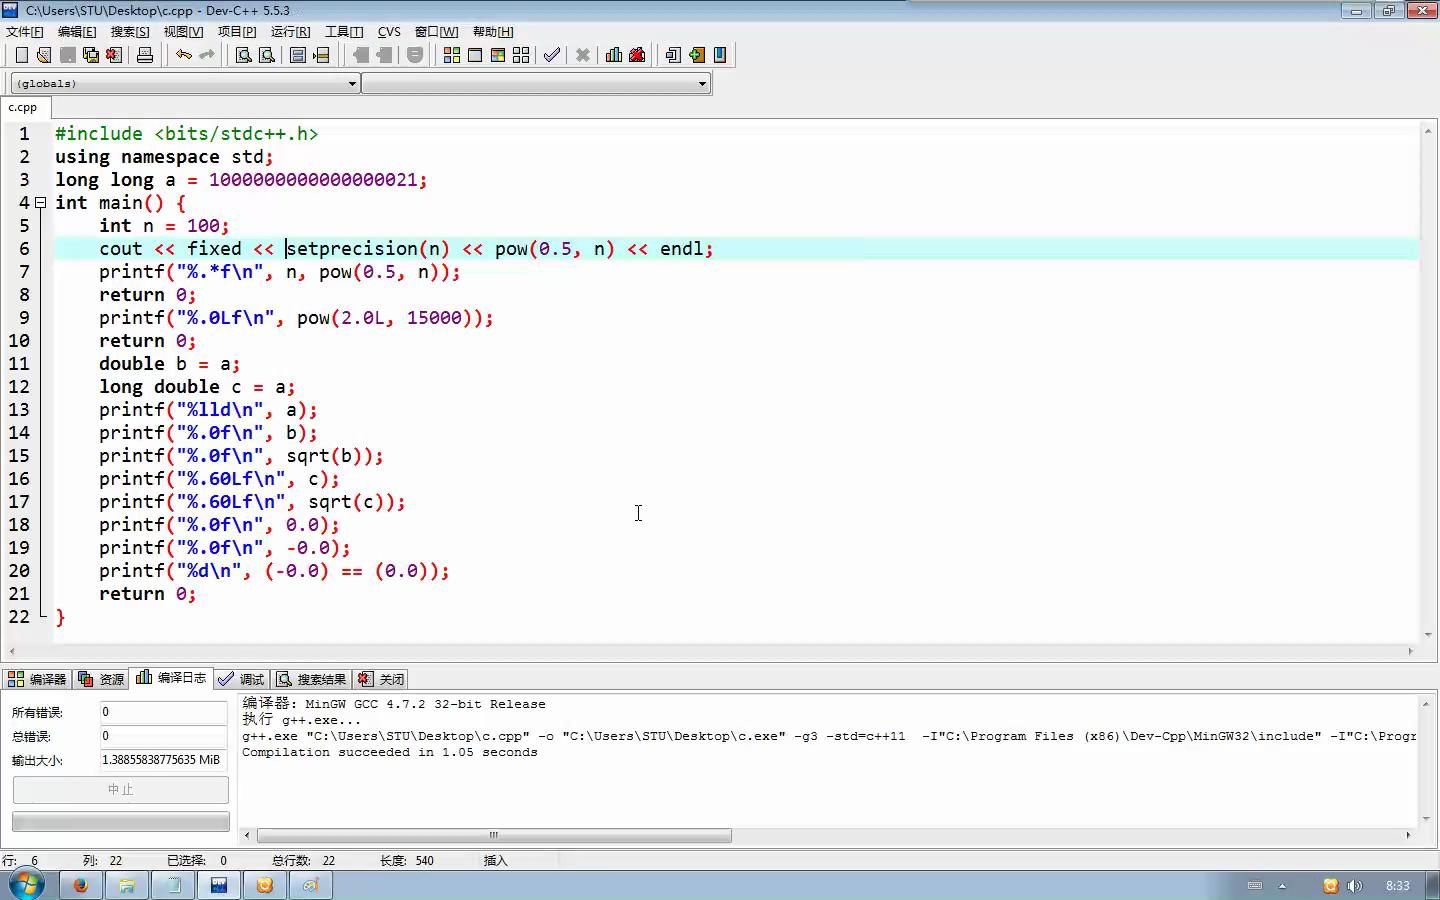 C:\Users\STU\Desktop\c.cpp - Dev-C++ 5.5.3
文件[F] 编辑[E] 搜索[S] 视图[V] 项目[P] 运行[R] 工具[T] CVS 窗口[W] 帮助[H]
(globals)
c.cpp
1 #include <bits/stdc++.h>
2 using namespace std;
3 long long a = 1000000000000000021;
4 int main() {
5 int n = 100;
6 cout << fixed << setprecision(n) << pow(0.5, n) << endl;
7 printf("%.*f\n", n, pow(0.5, n));
8 return 0;
9 printf("%.0Lf\n", pow(2.0L, 15000));
10 return 0;
11 double b = a;
12 long double c = a;
13 printf("%lld\n", a);
14 printf("%.0f\n", b);
15 printf("%.0f\n", sqrt(b));
16 printf("%.60Lf\n", c);
17 printf("%.60Lf\n", sqrt(c));
18 printf("%.0f\n", 0.0);
19 printf("%.0f\n", -0.0);
20 printf("%d\n", (-0.0) == (0.0));
21 return 0;
22 }
编译器 资源 编译日志 调试 搜索结果 关闭
所有错误: 0
总错误: 0
输出大小: 1.38855838775635 MiB
中止
编译器: MinGW GCC 4.7.2 32-bit Release
执行 g++.exe...
g++.exe "C:\Users\STU\Desktop\c.cpp" -o "C:\Users\STU\Desktop\c.exe" -g3 -std=c++11 -I"C:\Program Files (x86)\Dev-Cpp\MinGW32\include" -I"C:\Progr
Compilation succeeded in 1.05 seconds
行: 6 列: 22 已选择: 0 总行数: 22 长度: 540 插入
8:33